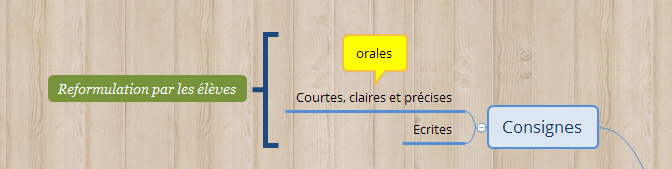 orales
Reformulation par les élèves
Courtes, claires et précises
Ecrites
Consignes